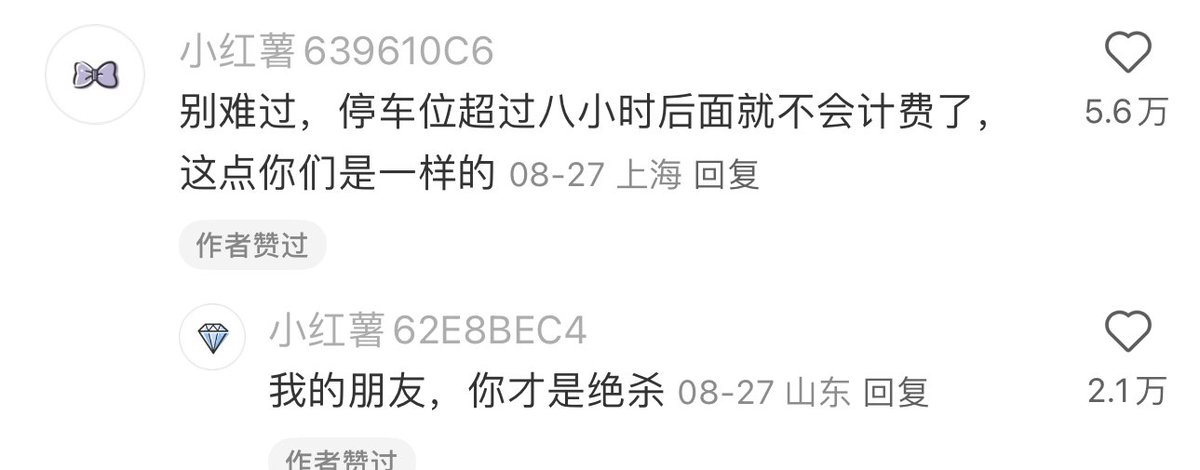 小红薯639610C6
别难过，停车位超过八小时后面就不会计费了，
5.6万
这点你们是一样的 08-27 上海 回复
作者赞过
小红薯62E8BEC4
我的朋友，你才是绝杀 08-27 山东 回复
2.1万
作者赞过